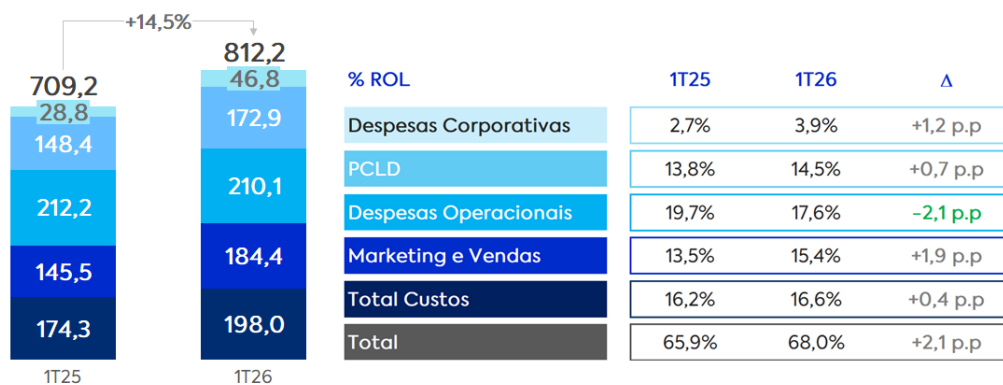 +14,5%
709,2
28,8
148,4
212,2
145,5
174,3
1T25
812,2
46,8
172,9
210,1
184,4
198,0
1T26
% ROL 1T25 1T26 Δ
Despesas Corporativas 2,7% 3,9% +1,2 p.p
PCLD 13,8% 14,5% +0,7 p.p
Despesas Operacionais 19,7% 17,6% -2,1 p.p
Marketing e Vendas 13,5% 15,4% +1,9 p.p
Total Custos 16,2% 16,6% +0,4 p.p
Total 65,9% 68,0% +2,1 p.p